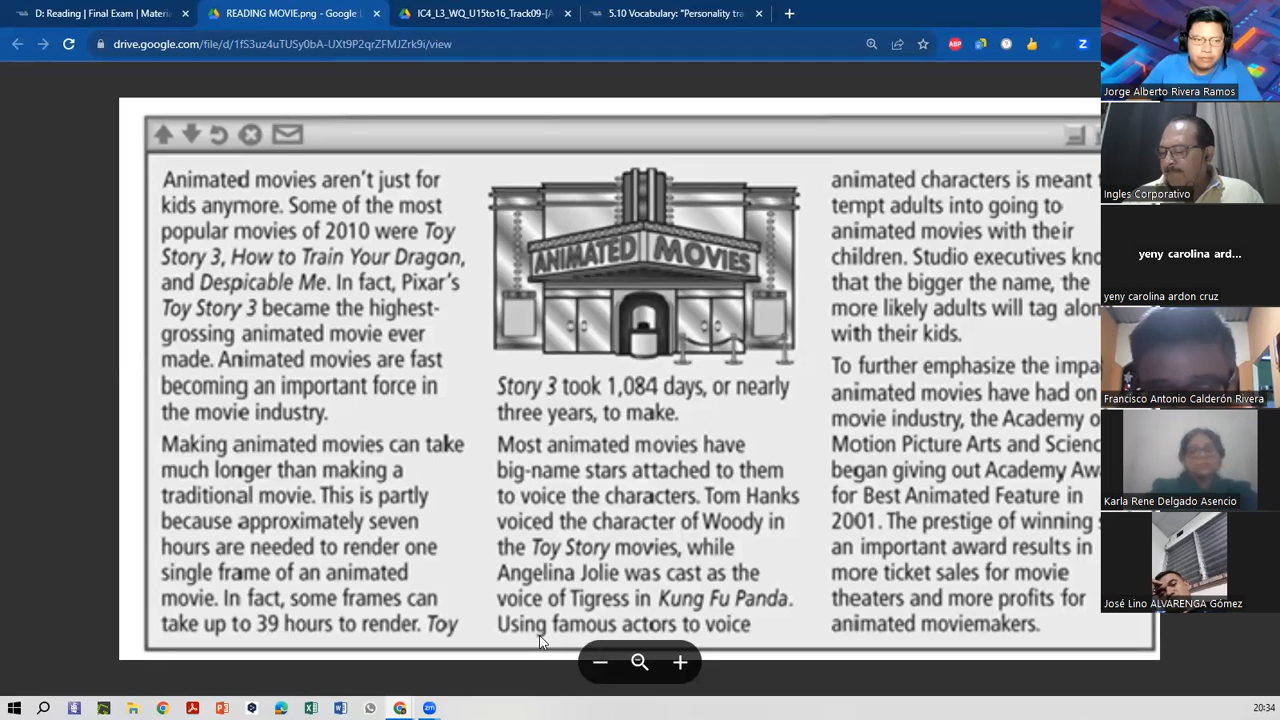 D: Reading | Final Exam | Materi
READING MOVIE.png - Google
IC4_L3_WQ_U15to16_Track09-[A
5.10 Vocabulary: "Personality tra
drive.google.com/file/d/1fS3uz4uTUSy0bA-UXt9P2qrZFMJZrk9i/view
ABP
Z
Jorge Alberto Rivera Ramos
Ingles Corporativo
yeny carolina ard...
yeny carolina ardon cruz
Francisco Antonio Calderón Rivera
Karla Rene Delgado Asencio
José Lino ALVARENGA Gómez
Animated movies aren't just for
kids anymore. Some of the most
popular movies of 2010 were Toy
Story 3, How to Train Your Dragon,
and Despicable Me. In fact, Pixar's
Toy Story 3 became the highest-
grossing animated movie ever
made. Animated movies are fast
becoming an important force in
the movie industry.
Making animated movies can take
much longer than making a
traditional movie. This is partly
because approximately seven
hours are needed to render one
single frame of an animated
movie. In fact, some frames can
take up to 39 hours to render. Toy
ANIMATED MOVIES
Story 3 took 1,084 days, or nearly
three years, to make.
Most animated movies have
big-name stars attached to them
to voice the characters. Tom Hanks
voiced the character of Woody in
the Toy Story movies, while
Angelina Jolie was cast as the
voice of Tigress in Kung Fu Panda.
Using famous actors to voice
animated characters is meant
tempt adults into going to
animated movies with their
children. Studio executives kno
that the bigger the name, the
more likely adults will tag alon
with their kids.
To further emphasize the impa
animated movies have had on
movie industry, the Academy o
Motion Picture Arts and Scienc
began giving out Academy Aw
for Best Animated Feature in
2001. The prestige of winning
an important award results in
more ticket sales for movie
theaters and more profits for
animated moviemakers.
20:34